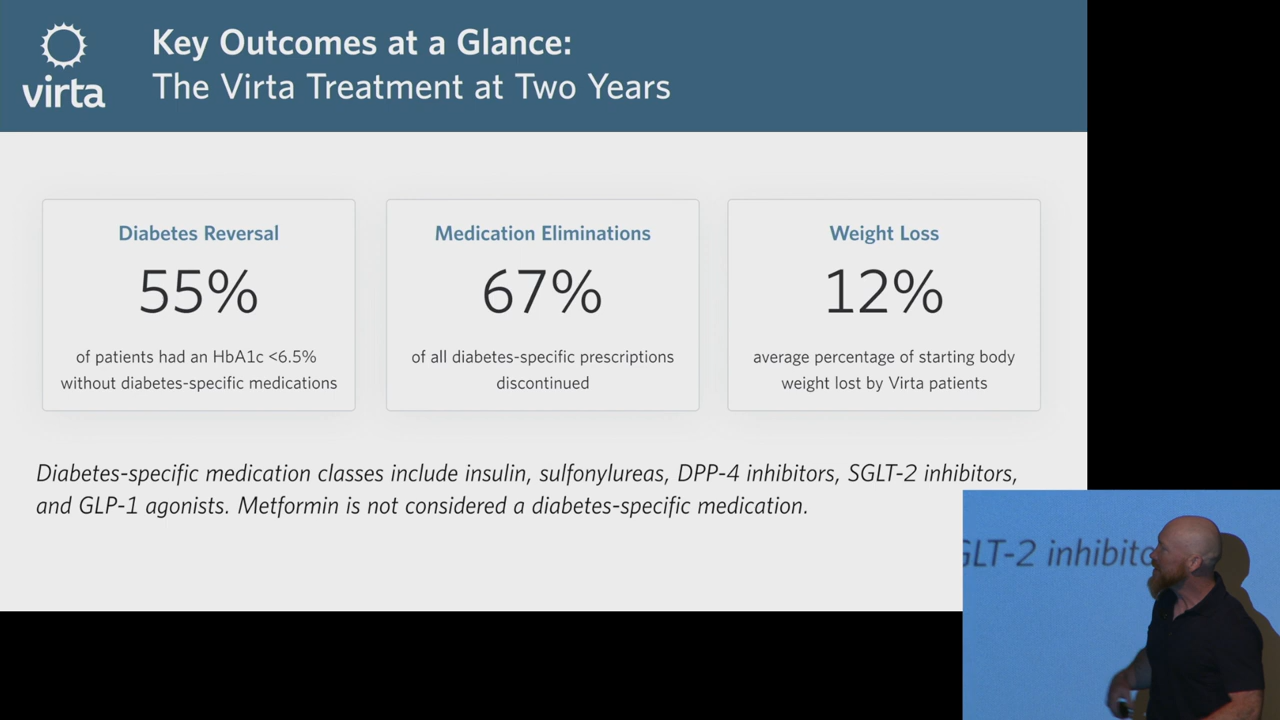 virta
Key Outcomes at a Glance:
The Virta Treatment at Two Years
Diabetes Reversal
55%
of patients had an HbA1c <6.5%
without diabetes-specific medications
Medication Eliminations
67%
of all diabetes-specific prescriptions
discontinued
Weight Loss
12%
average percentage of starting body
weight lost by Virta patients
Diabetes-specific medication classes include insulin, sulfonylureas, DPP-4 inhibitors, SGLT-2 inhibitors,
and GLP-1 agonists. Metformin is not considered a diabetes-specific medication.
GLT-2 inhibito